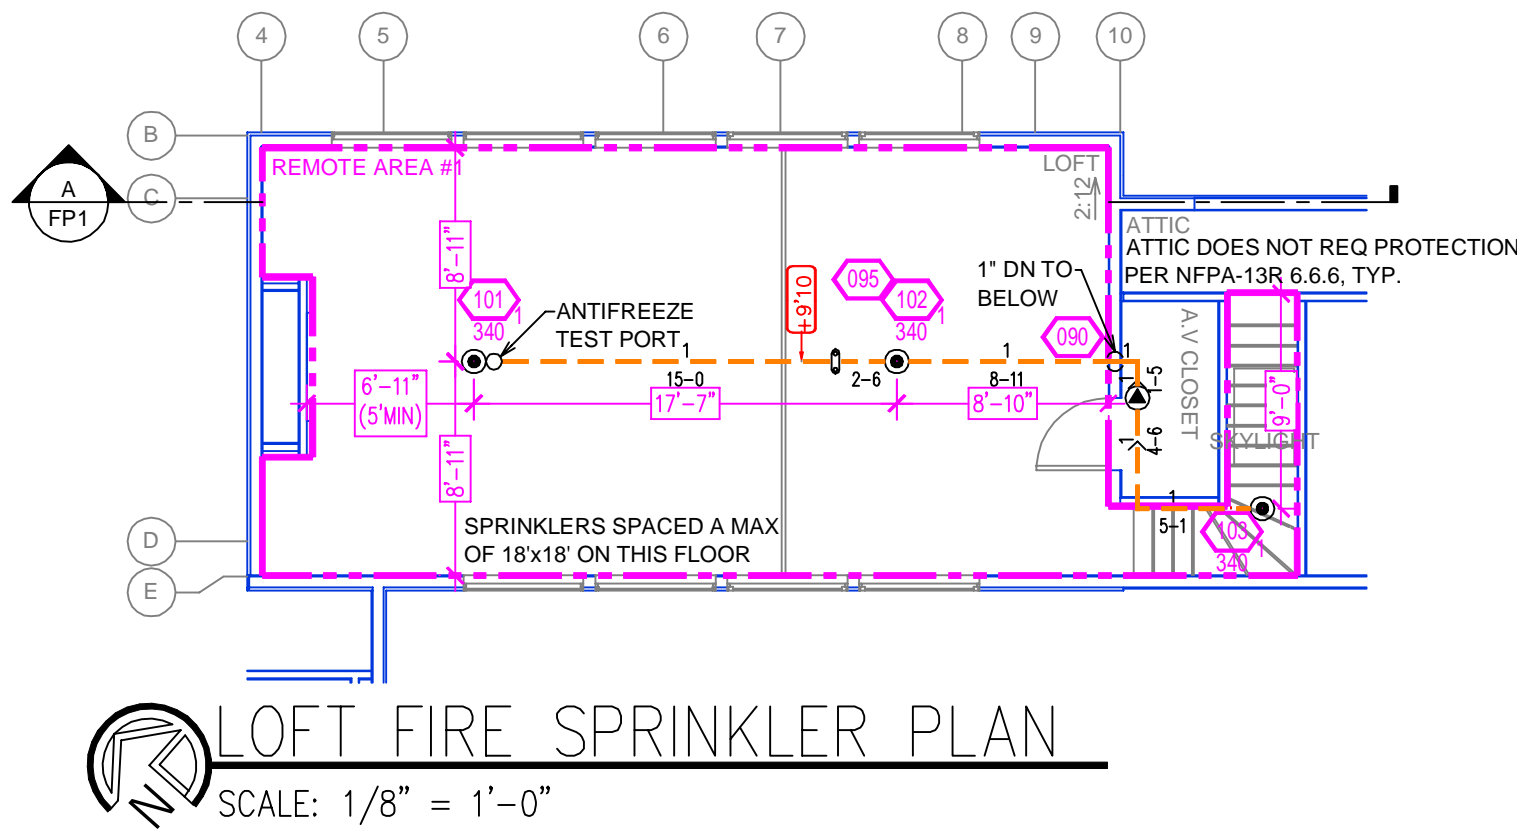 4
5
6
7
8
9
10
B
A
FP1
C
D
E
REMOTE AREA #1
LOFT
2:12
ATTIC
ATTIC DOES NOT REQ PROTECTION
PER NFPA-13R 6.6.6, TYP.
8'-11"
101
340
1
ANTIFREEZE
TEST PORT
+9'10
095
102
340
1
1" DN TO
BELOW
090
A.V CLOSET
1
15-0
2-6
1
8-11
1
1
1-5
6'-11"
(5'MIN)
17'-7"
8'-10"
9'-0"
SKYLIGHT
1
4-6
8'-11"
1
5-1
103
340
1
SPRINKLERS SPACED A MAX
OF 18'x18' ON THIS FLOOR
LOFT FIRE SPRINKLER PLAN
SCALE: 1/8" = 1'-0"
N